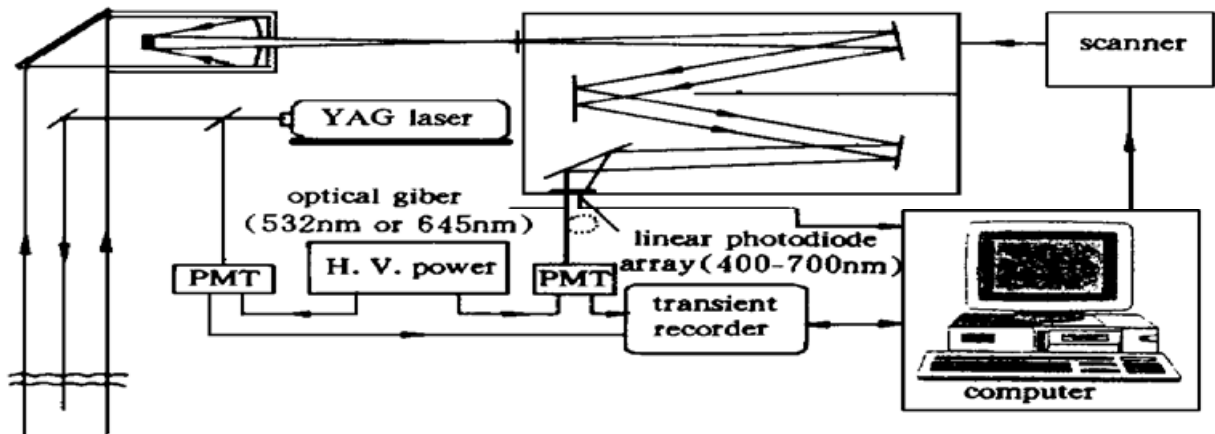 scanner
YAG laser
optical giber
(532nm or 645nm)
linear photodiode
array(400-700nm)
PMT
H. V. power
PMT
transient
recorder
computer